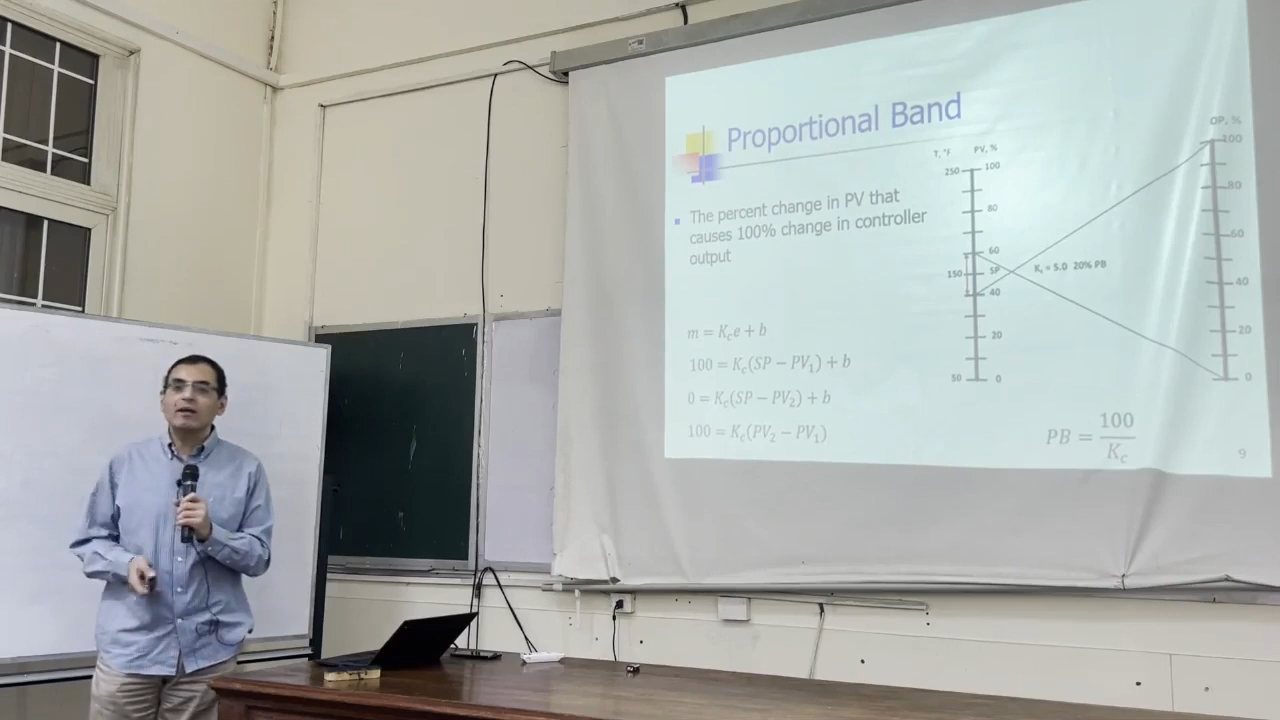 Proportional Band
The percent change in PV that
causes 100% change in controller
output
m = K_c e + b
100 = K_c(SP − PV_1) + b
0 = K_c(SP − PV_2) + b
100 = K_c(PV_2 − PV_1)
T, °F PV, %
250 100
80
60
150 SP
40
20
50 0
K_c = 5.0 20% PB
OP, %
100
80
60
40
20
0
PB = 100 / K_c
9